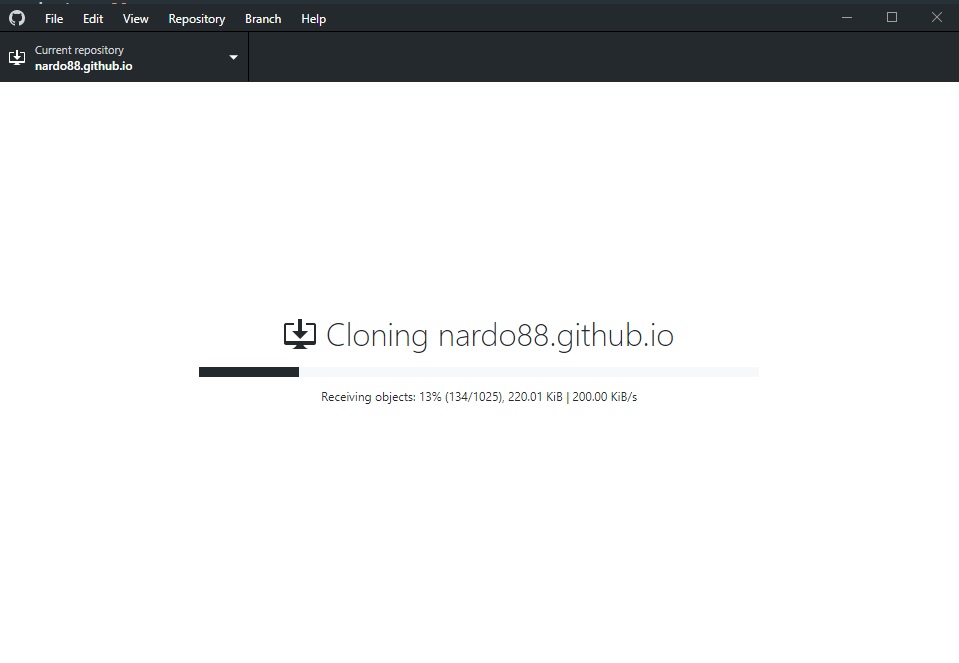 File Edit View Repository Branch Help
Current repository
nardo88.github.io
Cloning nardo88.github.io
Receiving objects: 13% (134/1025), 220.01 KiB | 200.00 KiB/s